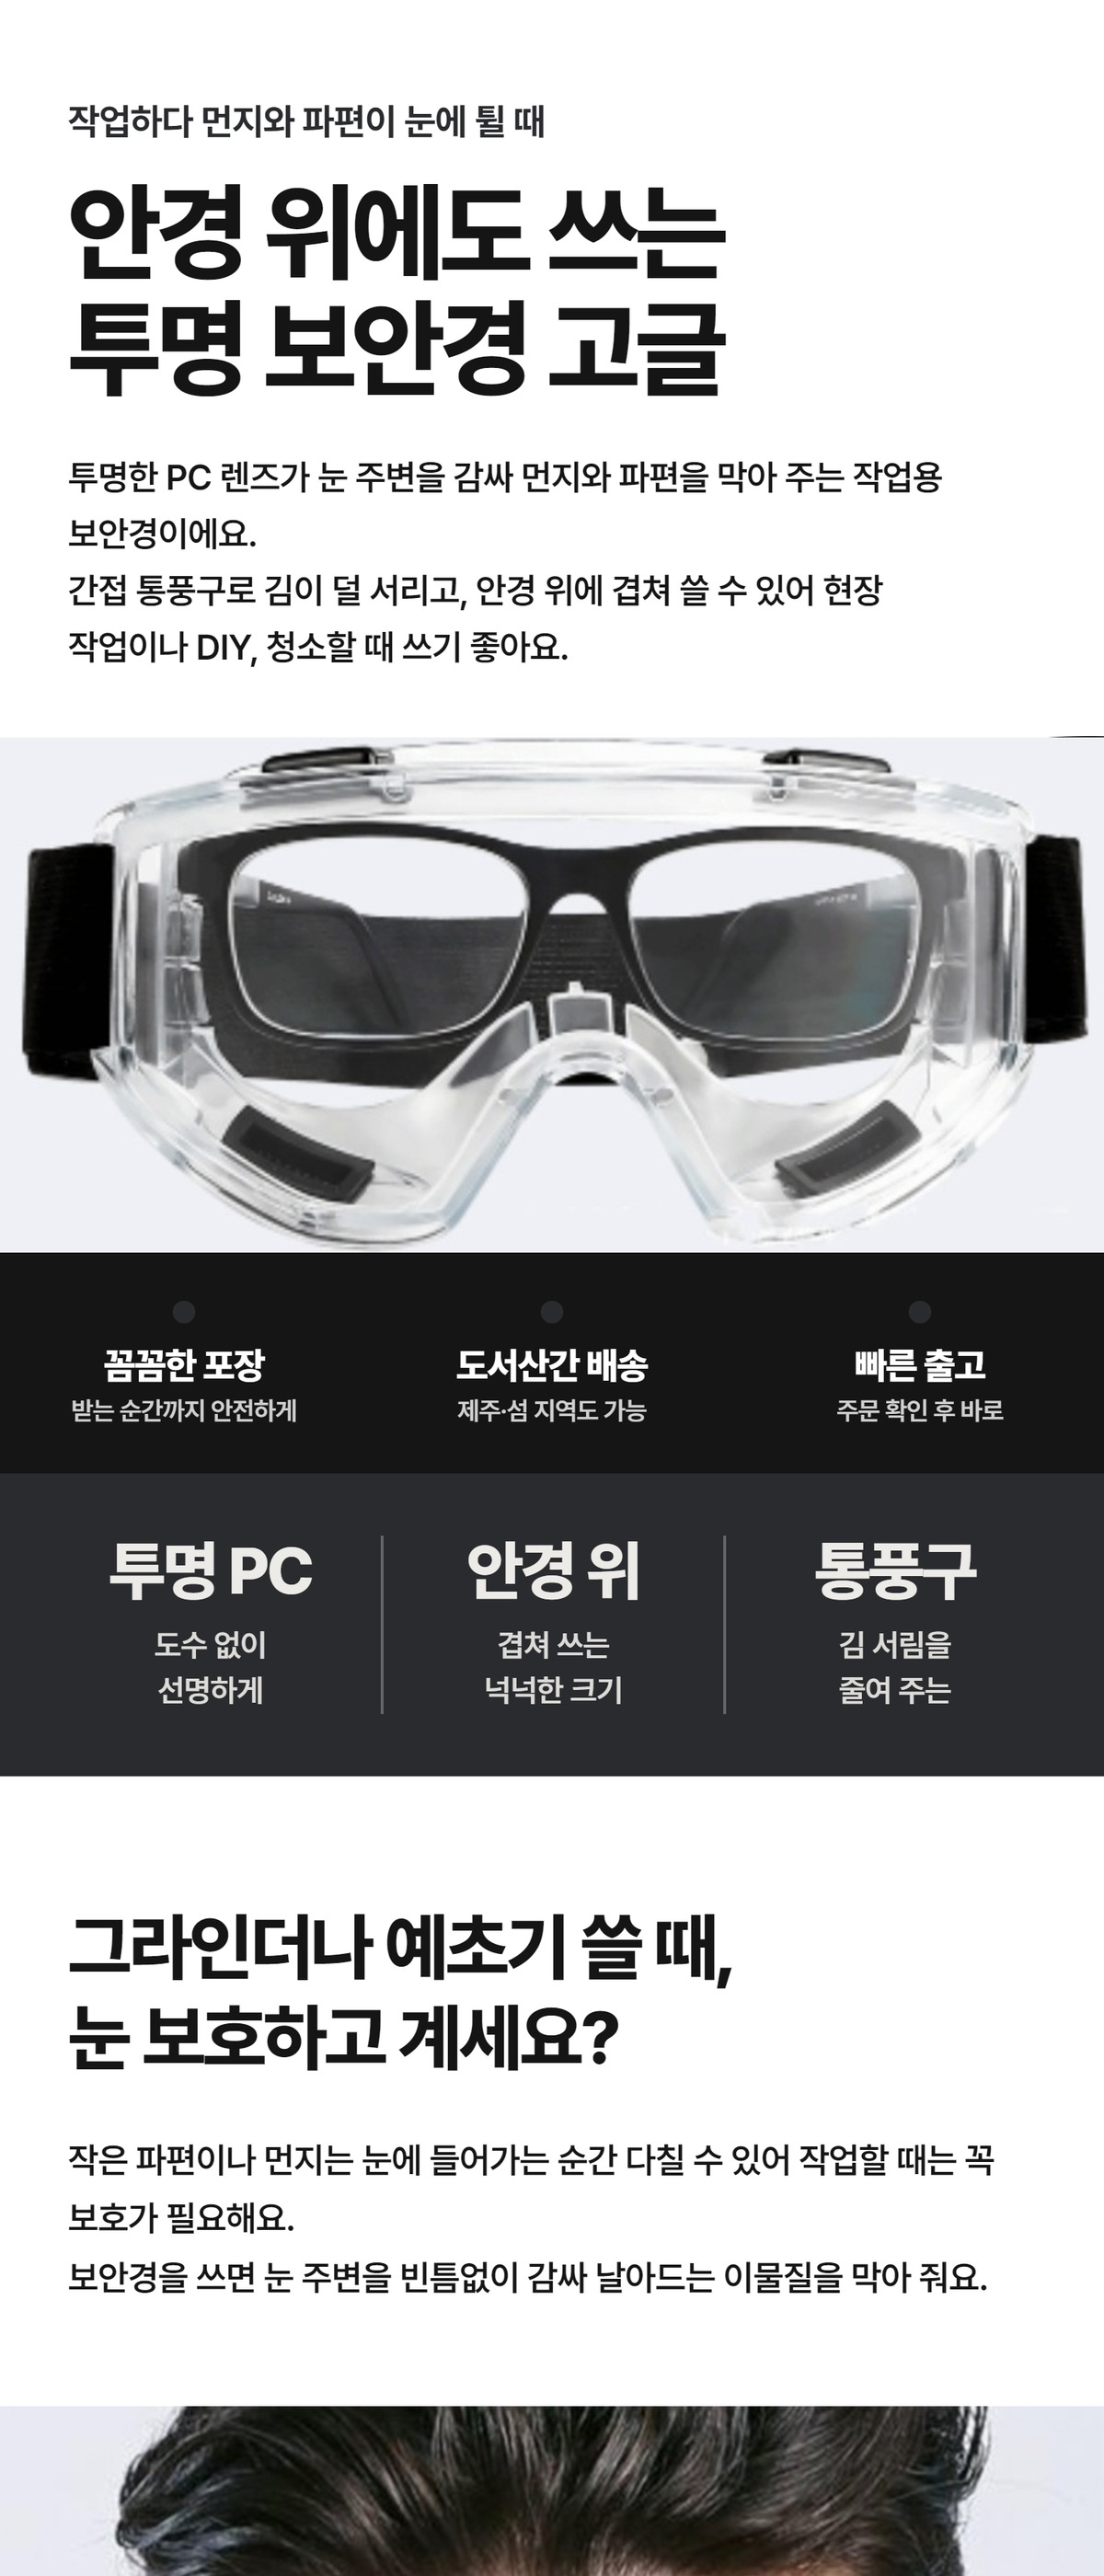 작업하다 먼지와 파편이 눈에 튈 때
안경 위에도 쓰는
투명 보안경 고글
투명한 PC 렌즈가 눈 주변을 감싸 먼지와 파편을 막아 주는 작업용
보안경이에요.
간접 통풍구로 김이 덜 서리고, 안경 위에 겹쳐 쓸 수 있어 현장
작업이나 DIY, 청소할 때 쓰기 좋아요.
꼼꼼한 포장
받는 순간까지 안전하게
도서산간 배송
제주·섬 지역도 가능
빠른 출고
주문 확인 후 바로
투명 PC
도수 없이
선명하게
안경 위
겹쳐 쓰는
넉넉한 크기
통풍구
김 서림을
줄여 주는
그라인더나 예초기 쓸 때,
눈 보호하고 계세요?
작은 파편이나 먼지는 눈에 들어가는 순간 다칠 수 있어 작업할 때는 꼭
보호가 필요해요.
보안경을 쓰면 눈 주변을 빈틈없이 감싸 날아드는 이물질을 막아 줘요.